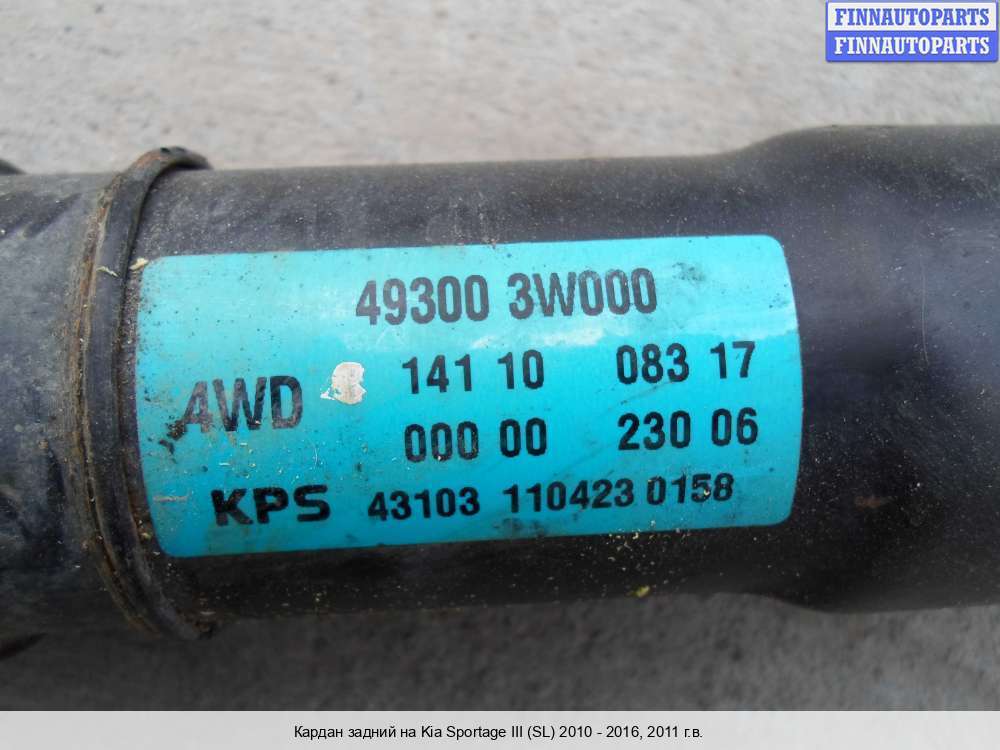 FINNAUTOPARTS
FINNAUTOPARTS
49300 3W000
4WD 141 10 083 17
000 00 230 06
KPS 43103 110423 0158
Кардан задний на Kia Sportage III (SL) 2010 - 2016, 2011 г.в.